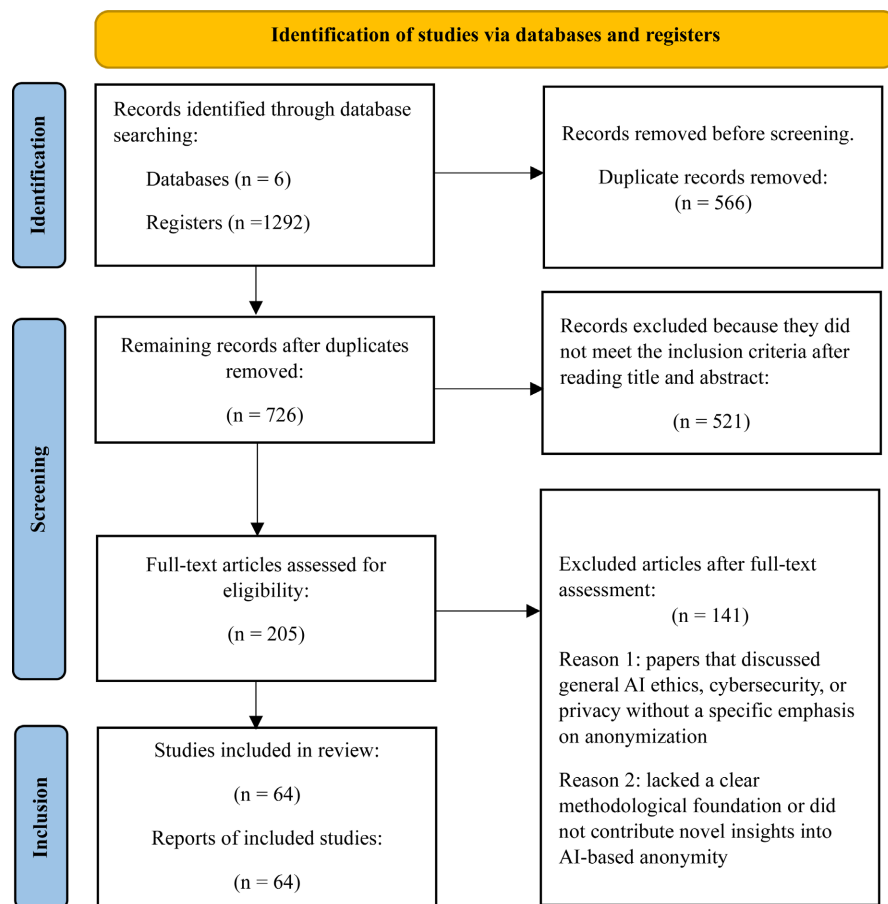 Identification of studies via databases and registers
Identification
Records identified through database
searching:
Databases (n = 6)
Registers (n =1292)
Records removed before screening.
Duplicate records removed:
(n = 566)
Screening
Remaining records after duplicates
removed:
(n = 726)
Records excluded because they did
not meet the inclusion criteria after
reading title and abstract:
(n = 521)
Full-text articles assessed for
eligibility:
(n = 205)
Excluded articles after full-text
assessment:
(n = 141)
Reason 1: papers that discussed
general AI ethics, cybersecurity, or
privacy without a specific emphasis
on anonymization
Reason 2: lacked a clear
methodological foundation or did
not contribute novel insights into
AI-based anonymity
Inclusion
Studies included in review:
(n = 64)
Reports of included studies:
(n = 64)